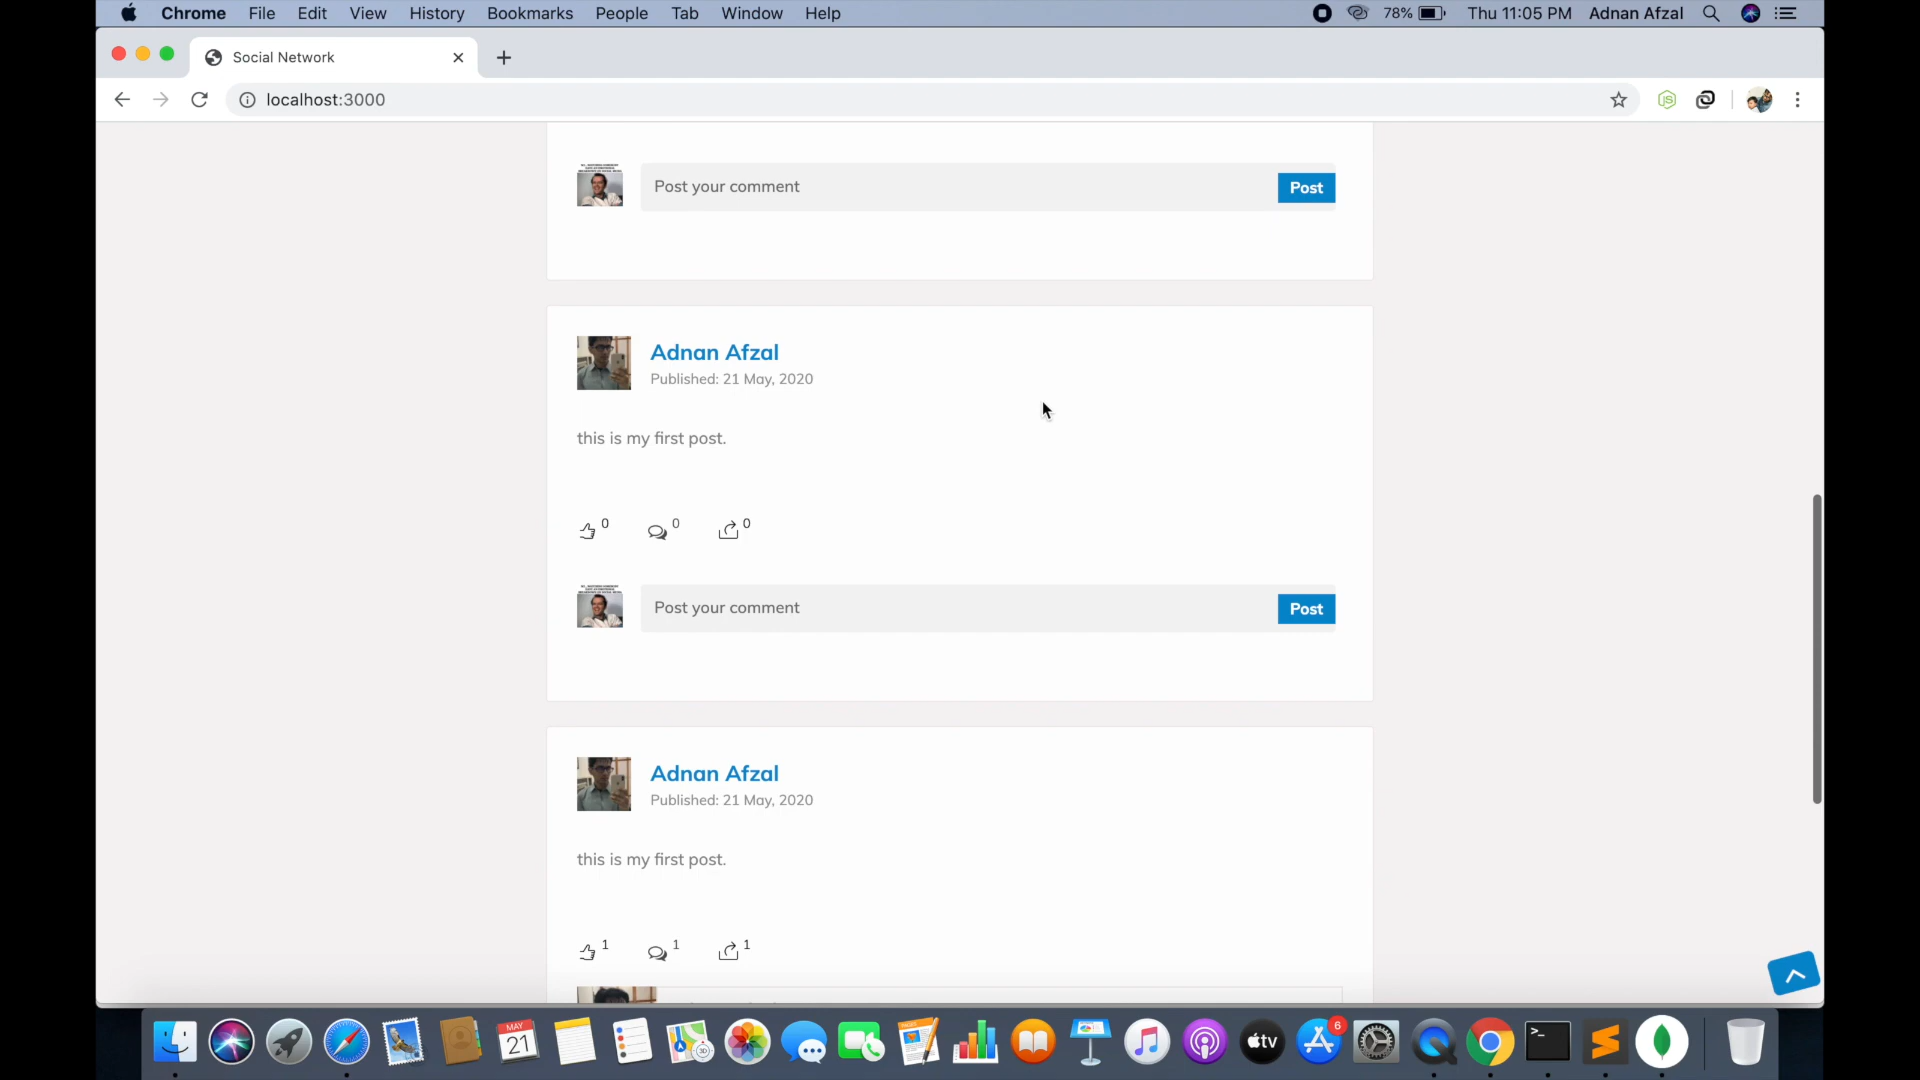 Chrome File Edit View History Bookmarks People Tab Window Help 78% Thu 11:05 PM Adnan Afzal
Social Network
localhost:3000
Post your comment Post
Adnan Afzal
Published: 21 May, 2020
this is my first post.
0 0 0
Post your comment Post
Adnan Afzal
Published: 21 May, 2020
this is my first post.
1 1 1
MAY
21
tv
6